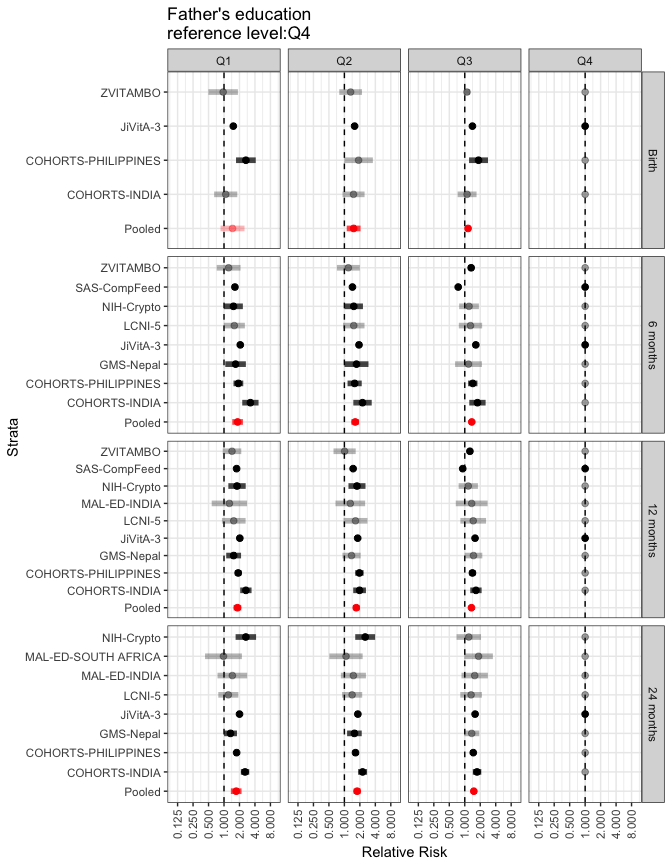 Father's education
reference level:Q4
Q1 Q2 Q3 Q4
Strata
ZVITAMBO
JiViTA-3
COHORTS-PHILIPPINES
COHORTS-INDIA
Pooled
Birth
ZVITAMBO
SAS-CompFeed
NIH-Crypto
LCNI-5
JiViTA-3
GMS-Nepal
COHORTS-PHILIPPINES
COHORTS-INDIA
Pooled
6 months
ZVITAMBO
SAS-CompFeed
NIH-Crypto
MAL-ED-INDIA
LCNI-5
JiViTA-3
GMS-Nepal
COHORTS-PHILIPPINES
COHORTS-INDIA
Pooled
12 months
NIH-Crypto
MAL-ED-SOUTH AFRICA
MAL-ED-INDIA
LCNI-5
JiViTA-3
GMS-Nepal
COHORTS-PHILIPPINES
COHORTS-INDIA
Pooled
24 months
0.125 0.250 0.500 1.000 2.000 4.000 8.000 0.125 0.250 0.500 1.000 2.000 4.000 8.000 0.125 0.250 0.500 1.000 2.000 4.000 8.000 0.125 0.250 0.500 1.000 2.000 4.000 8.000
Relative Risk